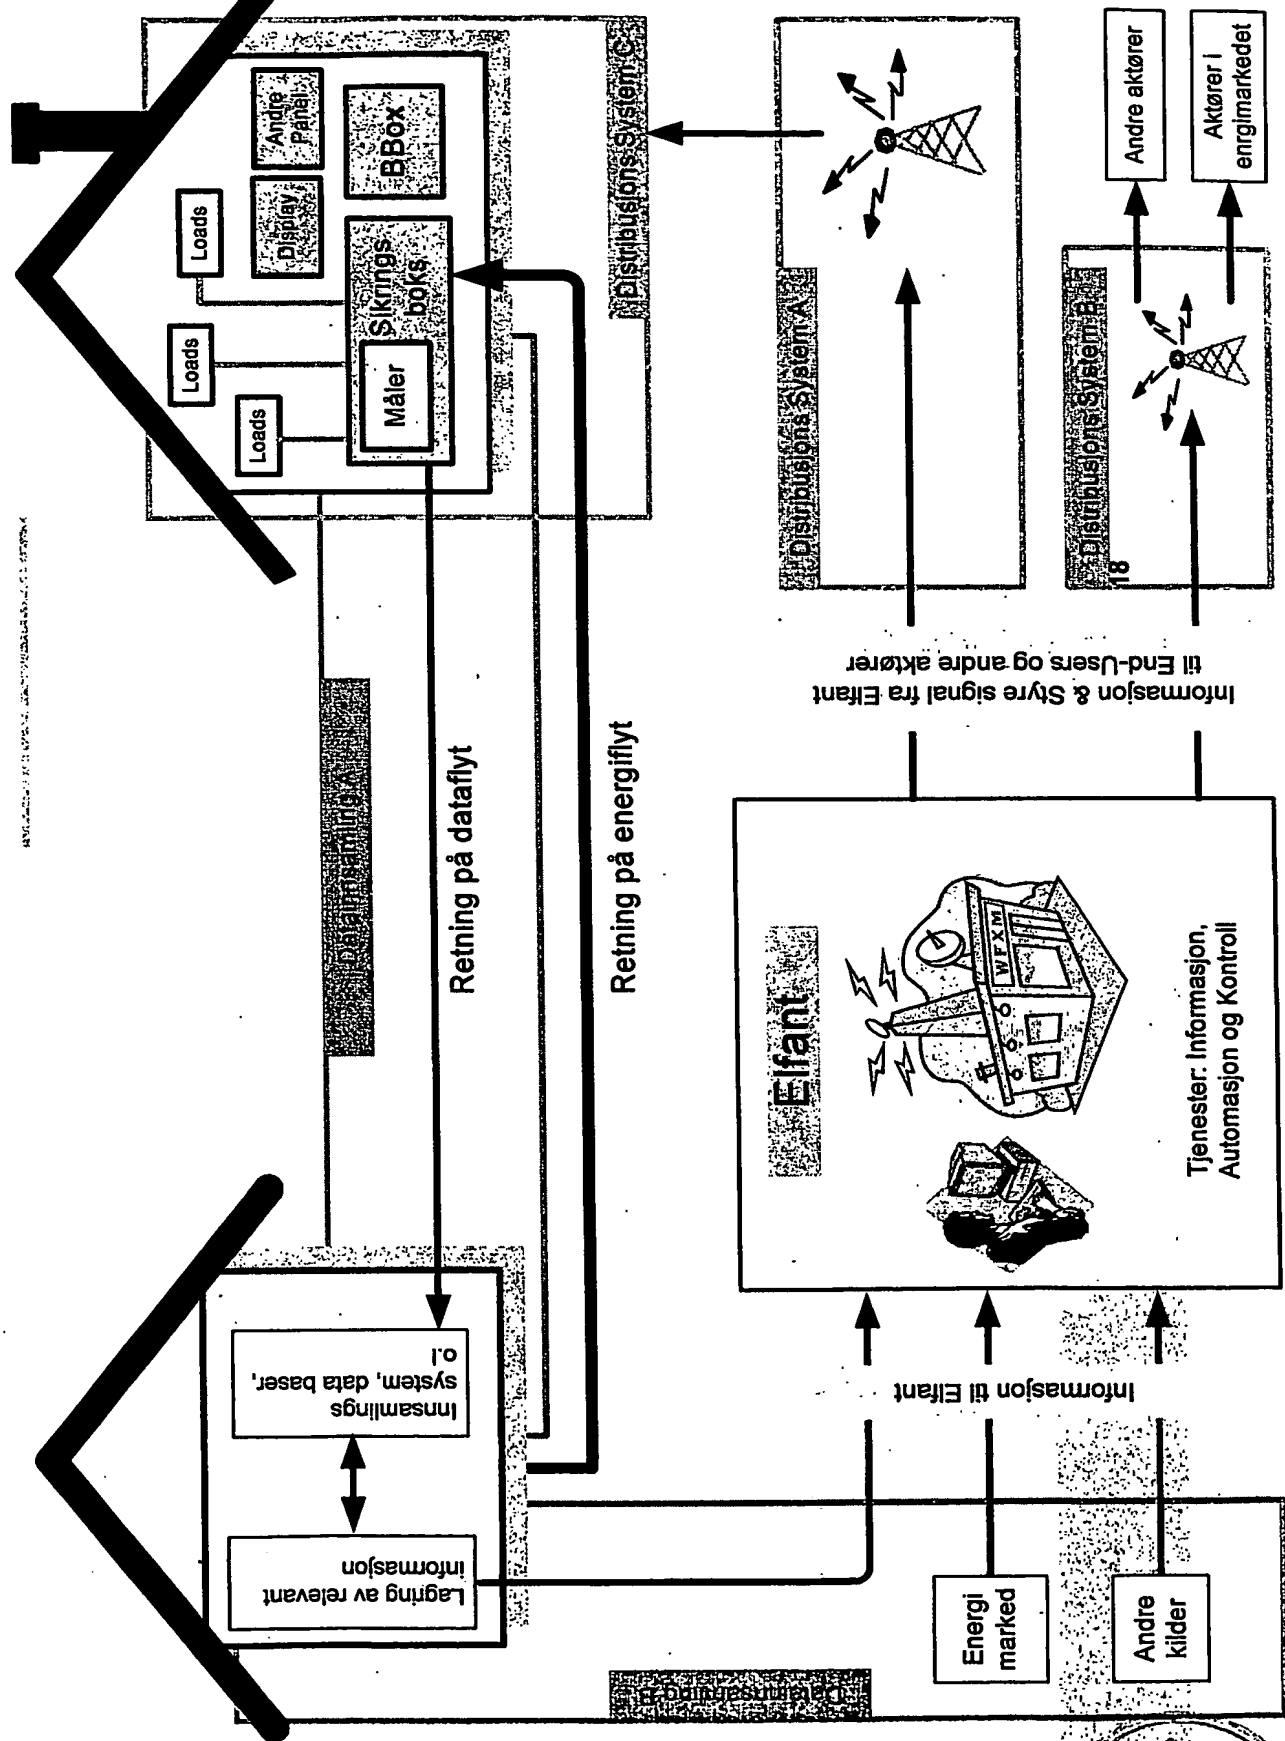 Loads
Loads
Loads
Display
Andre
Panel
Måler
Sikrings
boks
BBox
Distribusjons System C
Datainnsamling A
Retning på dataflyt
Retning på energiflyt
Innsamlings
system, data baser,
o.l
Lagring av relevant
informasjon
Datainnsamling B
Energi
marked
Andre
kilder
Informasjon til Elfant
Elfant
WFXM
Tjenester: Informasjon,
Automasjon og Kontroll
Informasjon & Styre signal fra Elfant
til End-Users og andre aktører
Distribusjons System A
Distribusjons System B
18
Andre aktører
Aktører i
enrgimarkedet